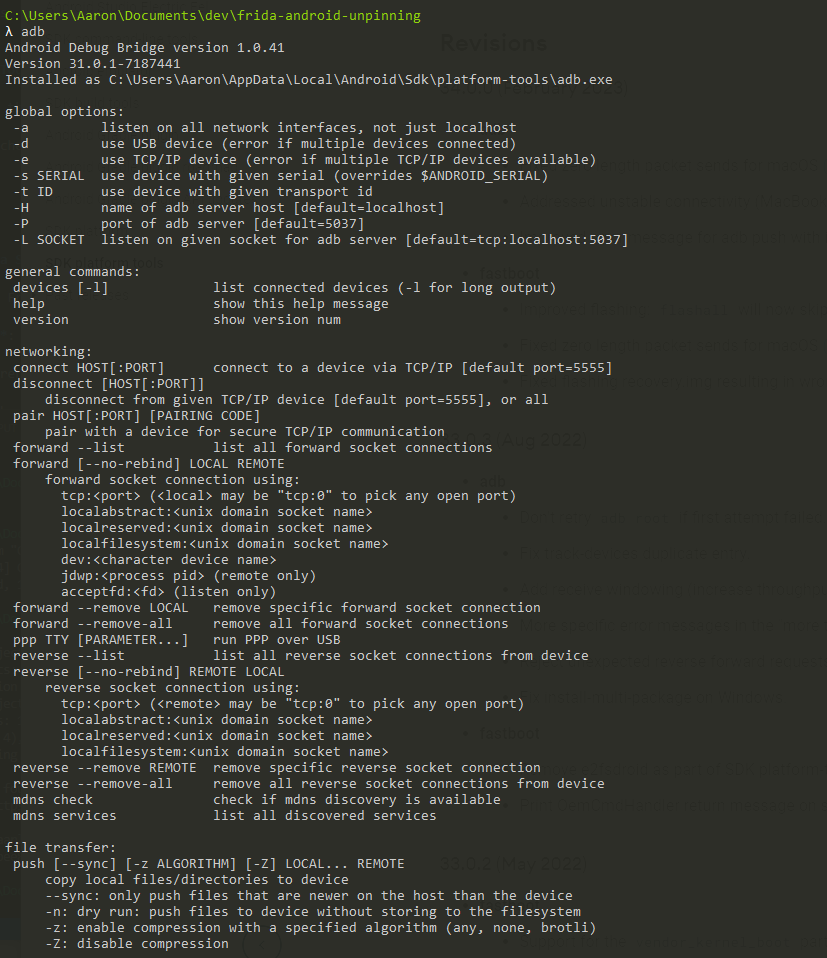 C:\Users\Aaron\Documents\dev\frida-android-unpinning
λ adb
Android Debug Bridge version 1.0.41
Version 31.0.1-7187441
Installed as C:\Users\Aaron\AppData\Local\Android\Sdk\platform-tools\adb.exe
Revisions
global options:
 -a         listen on all network interfaces, not just localhost
 -d         use USB device (error if multiple devices connected)
 -e         use TCP/IP device (error if multiple TCP/IP devices available)
 -s SERIAL  use device with given serial (overrides $ANDROID_SERIAL)
 -t ID      use device with given transport id
 -H         name of adb server host [default=localhost]
 -P         port of adb server [default=5037]
 -L SOCKET  listen on given socket for adb server [default=tcp:localhost:5037]
general commands:
 devices [-l]             list connected devices (-l for long output)
 help                     show this help message
 version                  show version num
networking:
 connect HOST[:PORT]      connect to a device via TCP/IP [default port=5555]
 disconnect [HOST[:PORT]]
     disconnect from given TCP/IP device [default port=5555], or all
 pair HOST[:PORT] [PAIRING CODE]
     pair with a device for secure TCP/IP communication
 forward --list           list all forward socket connections
 forward [--no-rebind] LOCAL REMOTE
     forward socket connection using:
       tcp:<port> (<local> may be "tcp:0" to pick any open port)
       localabstract:<unix domain socket name>
       localreserved:<unix domain socket name>
       localfilesystem:<unix domain socket name>
       dev:<character device name>
       jdwp:<process pid> (remote only)
       acceptfd:<fd> (listen only)
 forward --remove LOCAL   remove specific forward socket connection
 forward --remove-all     remove all forward socket connections
 ppp TTY [PARAMETER...]   run PPP over USB
 reverse --list           list all reverse socket connections from device
 reverse [--no-rebind] REMOTE LOCAL
     reverse socket connection using:
       tcp:<port> (<remote> may be "tcp:0" to pick any open port)
       localabstract:<unix domain socket name>
       localreserved:<unix domain socket name>
       localfilesystem:<unix domain socket name>
 reverse --remove REMOTE  remove specific reverse socket connection
 reverse --remove-all     remove all reverse socket connections from device
 mdns check               check if mdns discovery is available
 mdns services            list all discovered services
file transfer:
 push [--sync] [-z ALGORITHM] [-Z] LOCAL... REMOTE
     copy local files/directories to device
     --sync: only push files that are newer on the host than the device
     -n: dry run: push files to device without storing to the filesystem
     -z: enable compression with a specified algorithm (any, none, brotli)
     -Z: disable compression